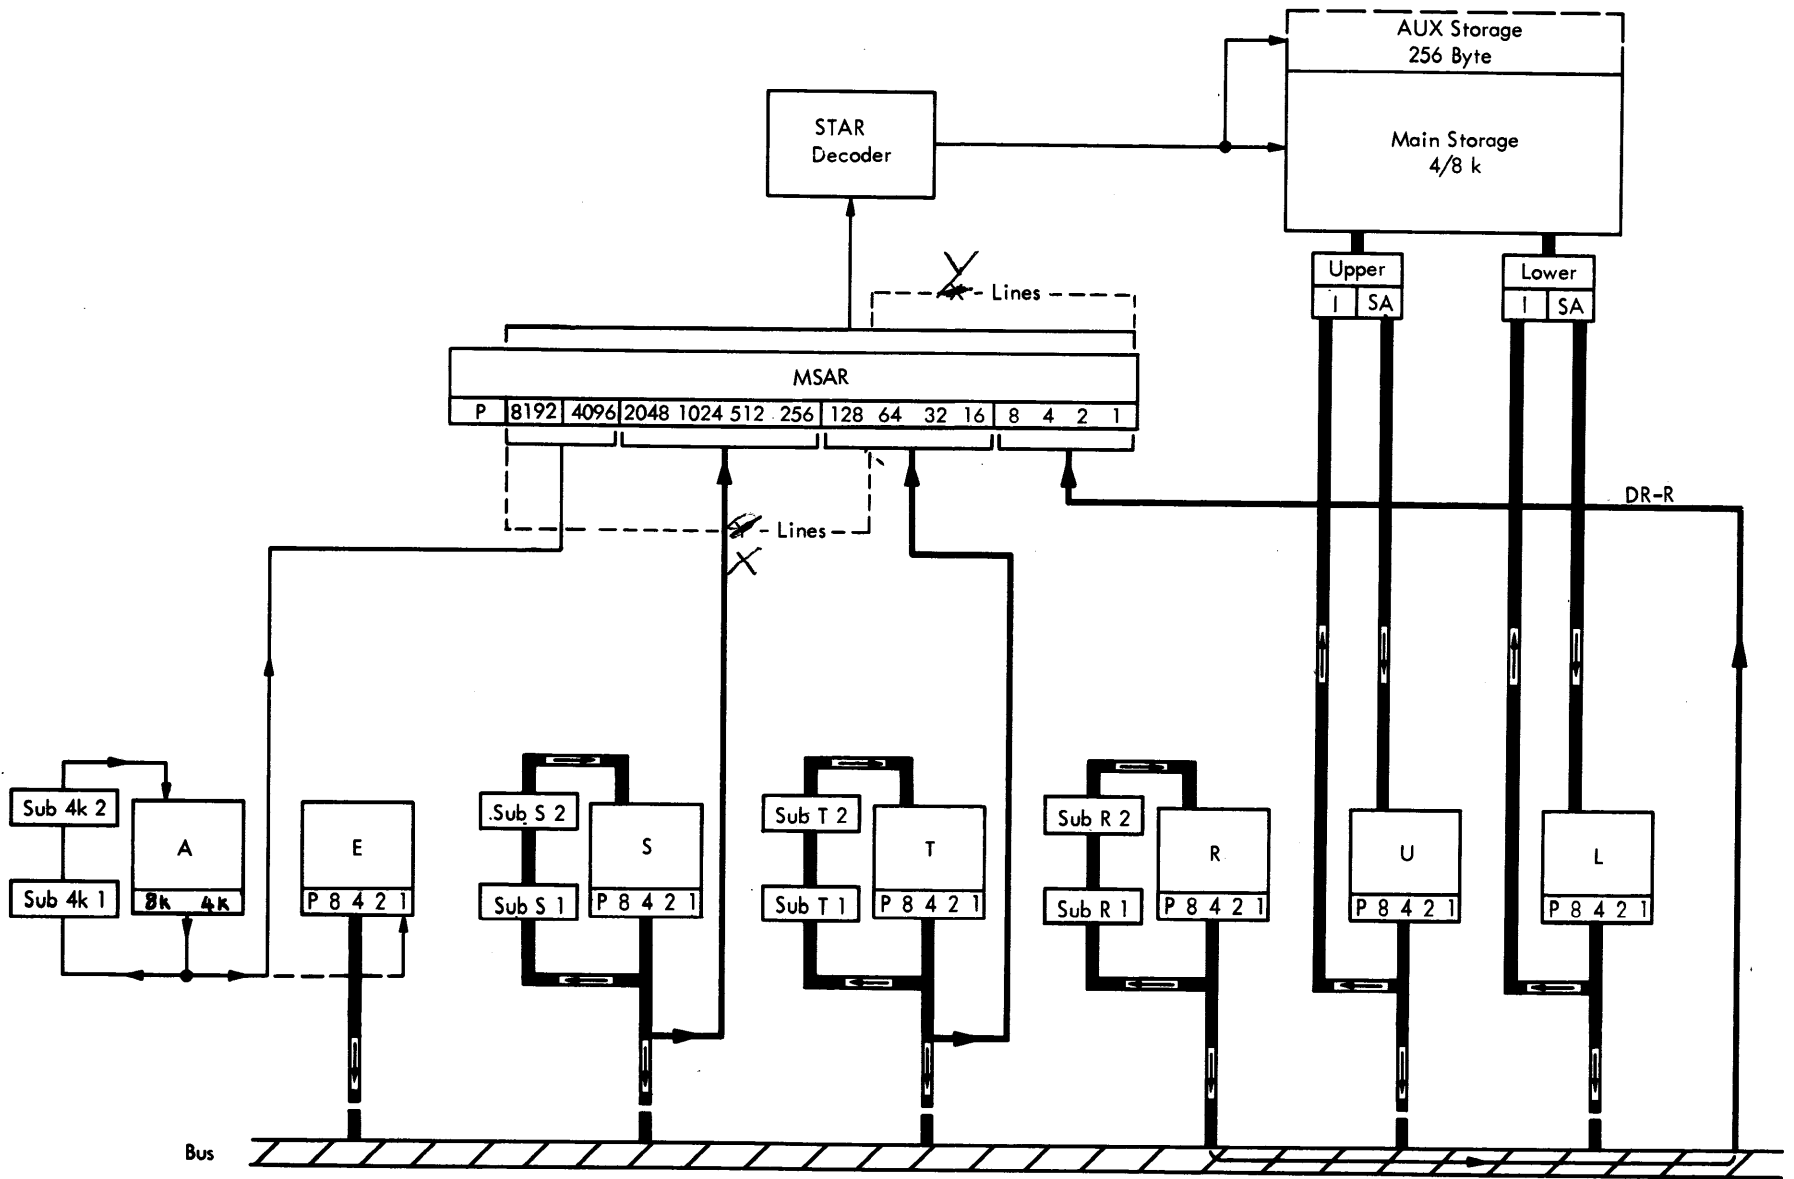 AUX Storage
256 Byte
STAR
Decoder
Main Storage
4/8 k
Y
Lines
Upper
I SA
Lower
I SA
MSAR
P 8192 4096 2048 1024 512 256 128 64 32 16 8 4 2 1
DR-R
Lines
X
Sub 4k 2
Sub 4k 1
A
8k 4k
E
P 8 4 2 1
Sub S 2
Sub S 1
S
P 8 4 2 1
Sub T 2
Sub T 1
T
P 8 4 2 1
Sub R 2
Sub R 1
R
P 8 4 2 1
U
P 8 4 2 1
L
P 8 4 2 1
Bus